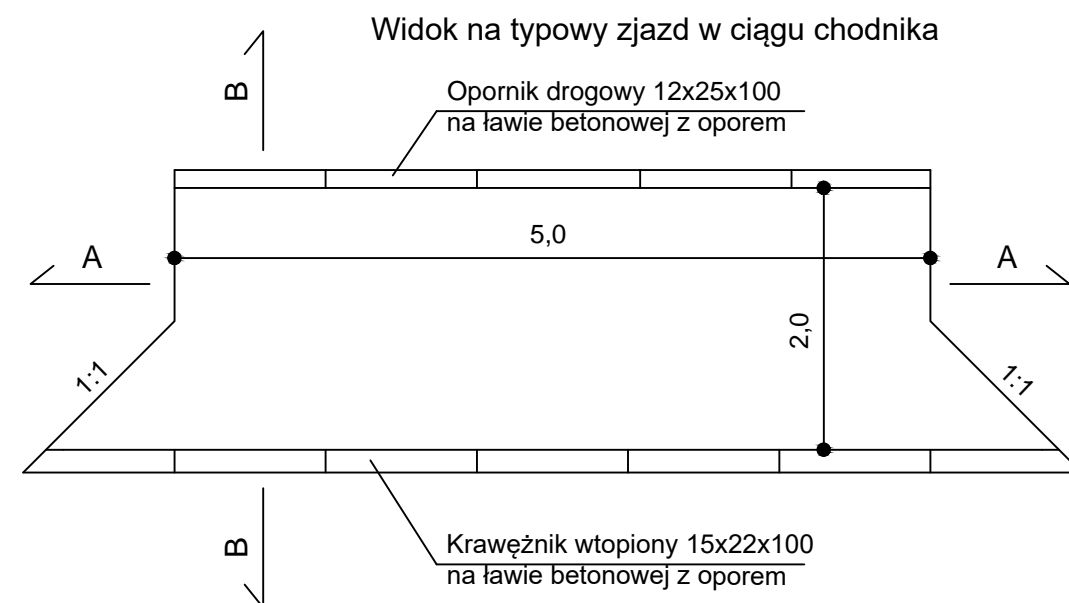 Widok na typowy zjazd w ciągu chodnika
B
Opornik drogowy 12x25x100
na ławie betonowej z oporem
5,0
A
A
2,0
1:1
1:1
B
Krawężnik wtopiony 15x22x100
na ławie betonowej z oporem